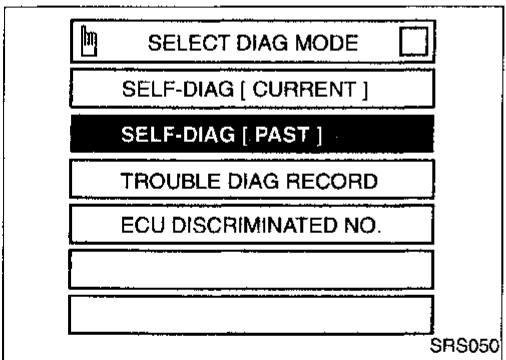 SELECT DIAG MODE
SELF-DIAG [ CURRENT ]
SELF-DIAG [ PAST ]
TROUBLE DIAG RECORD
ECU DISCRIMINATED NO.
SRS050